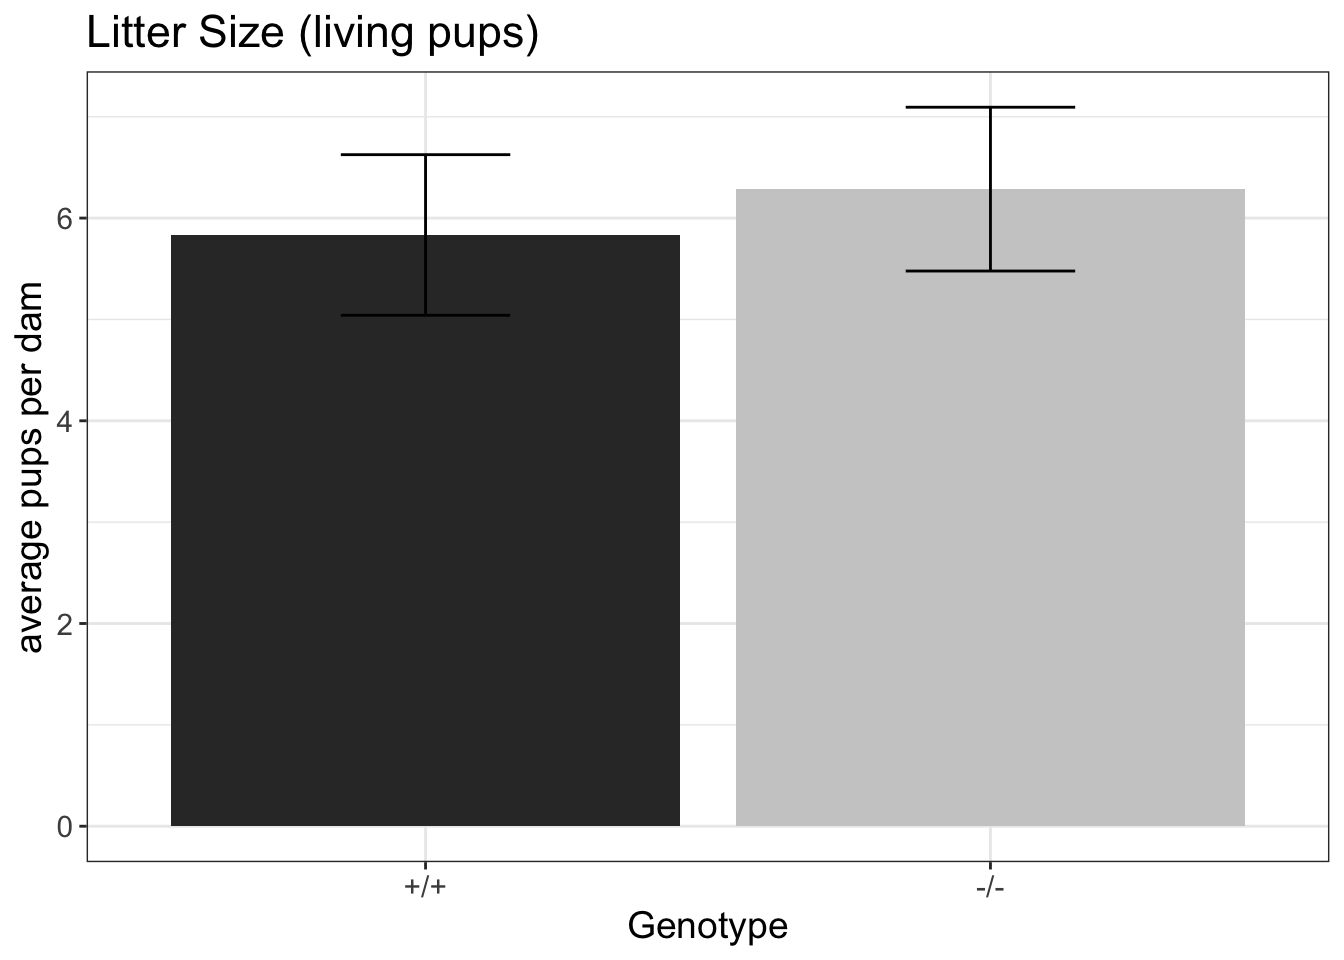 Litter Size (living pups)
average pups per dam
6
4
2
0
+/+
-/-
Genotype